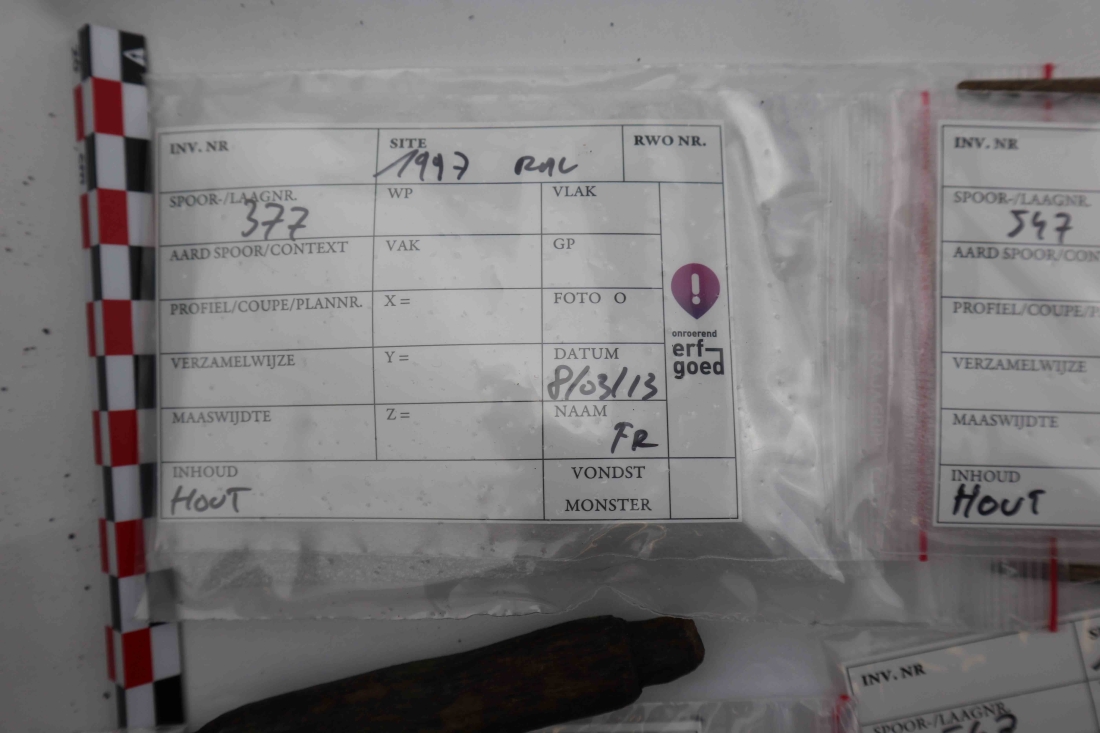 INV. NR
SITE
1997 RAL
RWO NR.
SPOOR-/LAAGNR.
377
WP
VLAK
AARD SPOOR/CONTEXT
VAK
GP
PROFIEL/COUPE/PLANNR.
X =
FOTO O
VERZAMELWIJZE
Y =
DATUM
8/03/13
MAASWIJDTE
Z =
NAAM
FR
INHOUD
HOUT
VONDST
MONSTER
onroerend
erf-
goed
INV. NR
SPOOR-/LAAGNR.
547
AARD SPOOR/CON
PROFIEL/COUPE/P
VERZAMELWIJZE
MAASWIJDTE
INHOUD
HOUT
INV. NR
SPOOR-/LAAGNR.